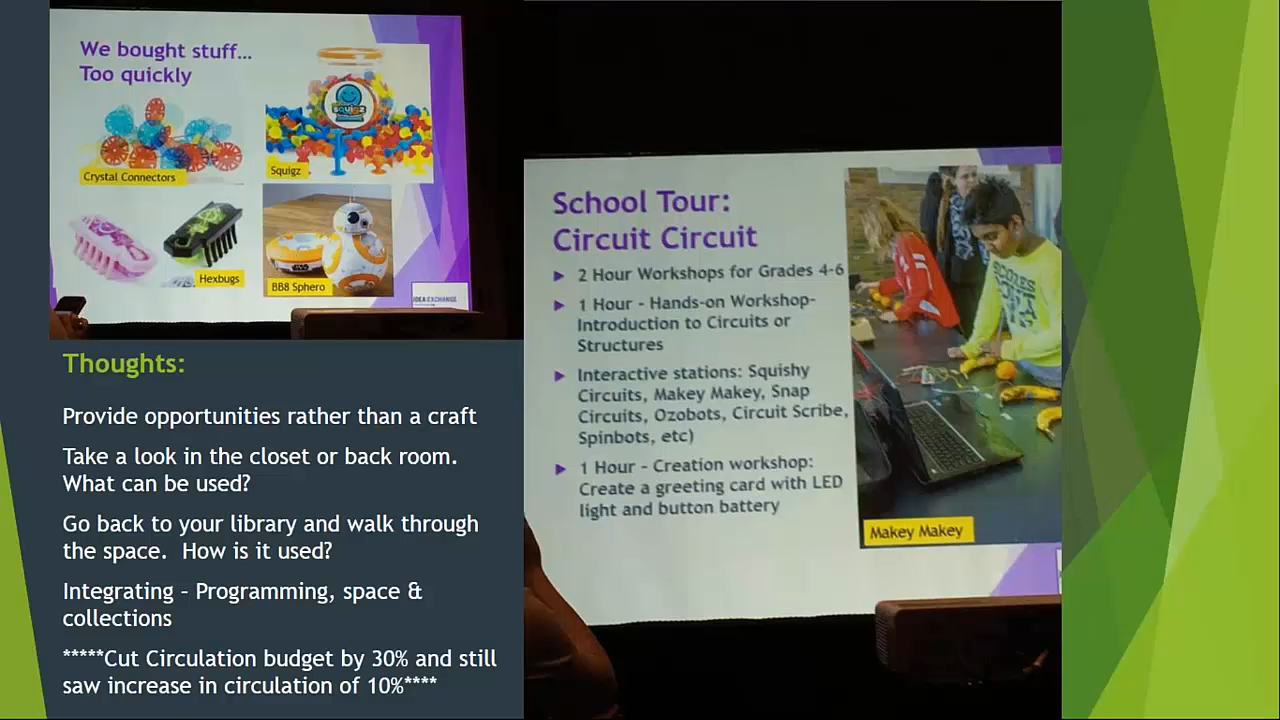 We bought stuff...
Too quickly
Crystal Connectors
Squigz
Squigz
Hexbugs
BB8 Sphero
IDEA EXCHANGE
Thoughts:
Provide opportunities rather than a craft
Take a look in the closet or back room.
What can be used?
Go back to your library and walk through
the space.  How is it used?
Integrating – Programming, space &
collections
*****Cut Circulation budget by 30% and still
saw increase in circulation of 10%****
School Tour:
Circuit Circuit
2 Hour Workshops for Grades 4-6
1 Hour - Hands-on Workshop-
Introduction to Circuits or
Structures
Interactive stations: Squishy
Circuits, Makey Makey, Snap
Circuits, Ozobots, Circuit Scribe,
Spinbots, etc)
1 Hour - Creation workshop:
Create a greeting card with LED
light and button battery
Makey Makey